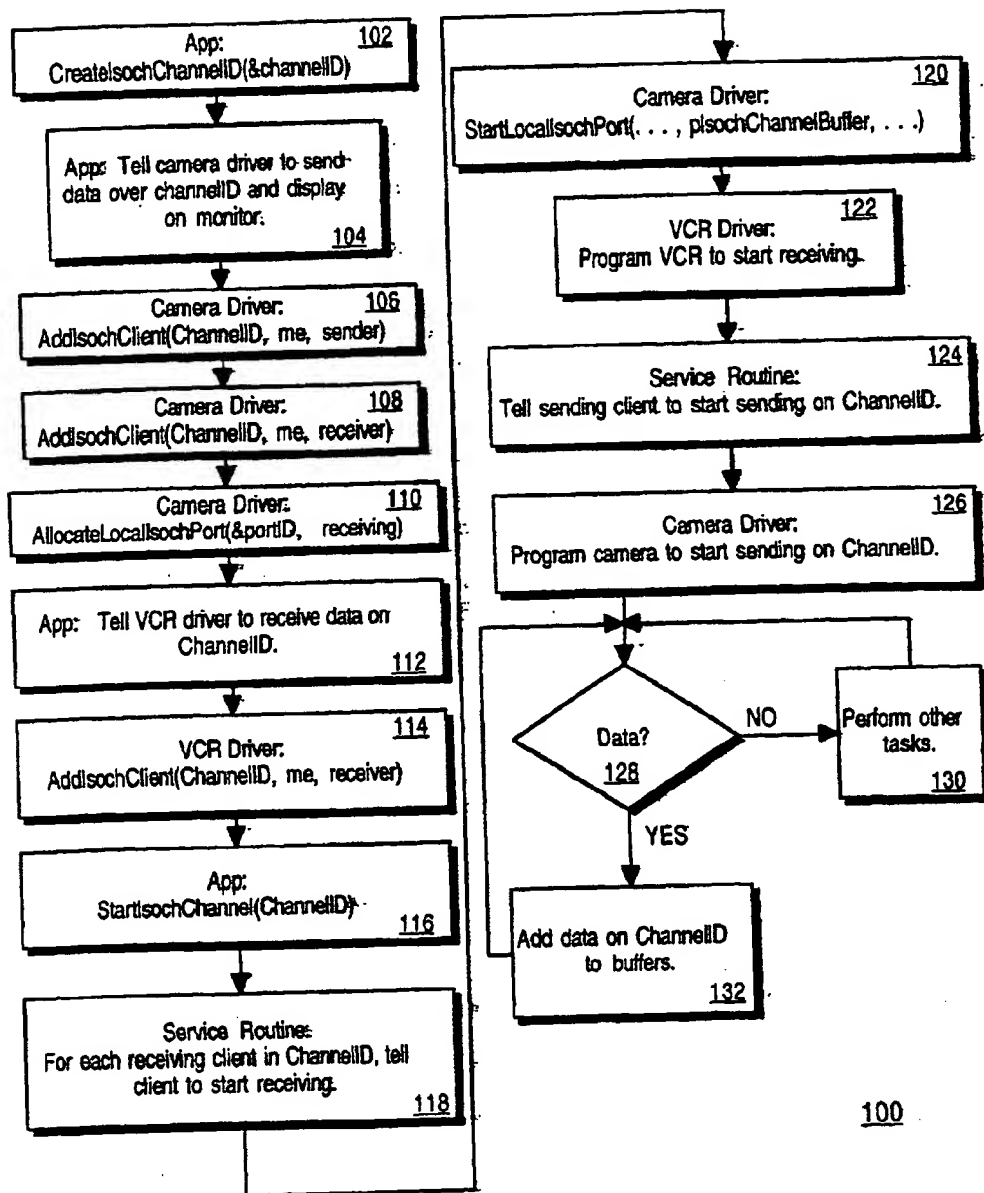 App: 102
CreateIsochChannelID(&channelID)
App: Tell camera driver to send
data over channelID and display
on monitor.
104
Camera Driver: 106
AddIsochClient(ChannelID, me, sender)
Camera Driver: 108
AddIsochClient(ChannelID, me, receiver)
Camera Driver: 110
AllocateLocalIsochPort(&portID, receiving)
App: Tell VCR driver to receive data on
ChannelID.
112
VCR Driver: 114
AddIsochClient(ChannelID, me, receiver)
App:
StartIsochChannel(ChannelID)
116
Service Routine:
For each receiving client in ChannelID, tell
client to start receiving.
118
120
Camera Driver:
StartLocalIsochPort(. . . , pIsochChannelBuffer, . . .)
122
VCR Driver:
Program VCR to start receiving.
124
Service Routine:
Tell sending client to start sending on ChannelID.
126
Camera Driver:
Program camera to start sending on ChannelID.
Data?
128
NO
Perform other
tasks.
130
YES
Add data on ChannelID
to buffers.
132
100